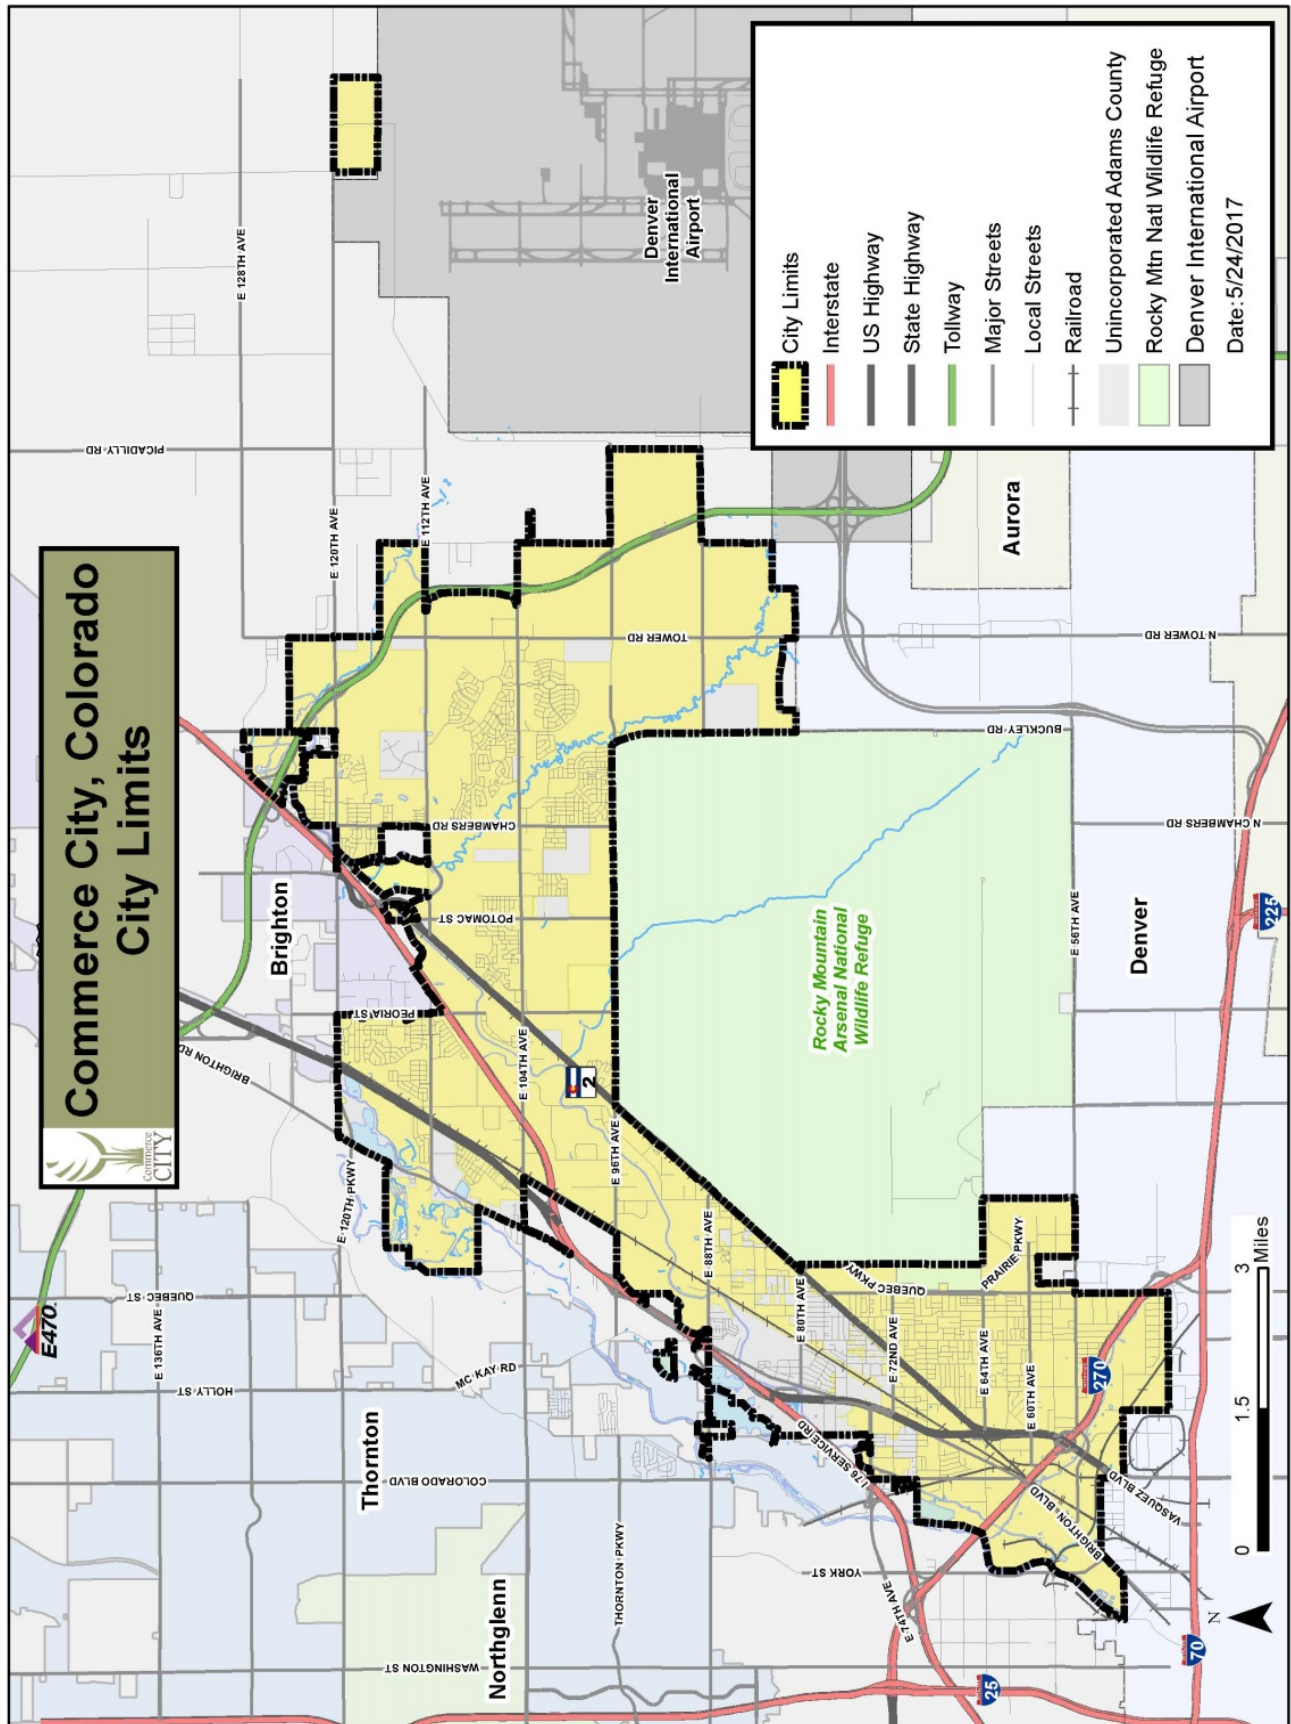 Commerce City, Colorado
City Limits
commerce
CITY
City Limits
Interstate
US Highway
State Highway
Tollway
Major Streets
Local Streets
Railroad
Unincorporated Adams County
Rocky Mtn Natl Wildlife Refuge
Denver International Airport
Date: 5/24/2017
E470
Thornton
Northglenn
Brighton
Denver
International
Airport
Aurora
Denver
Rocky Mountain
Arsenal National
Wildlife Refuge
E 136TH AVE
E 128TH AVE
E 120TH AVE
E 120TH PKWY
E 112TH AVE
E 104TH AVE
E 96TH AVE
E 88TH AVE
E 80TH AVE
E 74TH AVE
E 72ND AVE
E 64TH AVE
E 60TH AVE
E 56TH AVE
THORNTON PKWY
MC KAY RD
I-76 SERVICE RD
WASHINGTON ST
YORK ST
COLORADO BLVD
HOLLY ST
QUEBEC ST
QUEBEC PKWY
PRAIRIE PKWY
BRIGHTON RD
BRIGHTON BLVD
VASQUEZ BLVD
PEORIA ST
POTOMAC ST
CHAMBERS RD
N CHAMBERS RD
BUCKLEY RD
TOWER RD
N TOWER RD
PICADILLY RD
2
270
225
25
70
N
0
1.5
3
Miles